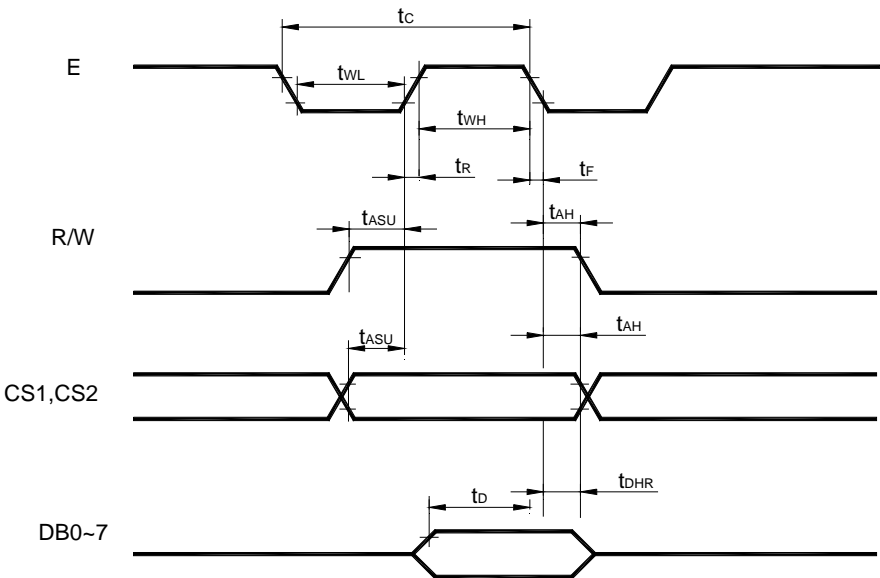 tC
E
tWL
tWH
tR
tF
tASU
tAH
R/W
tASU
tAH
CS1,CS2
tD
tDHR
DB0~7